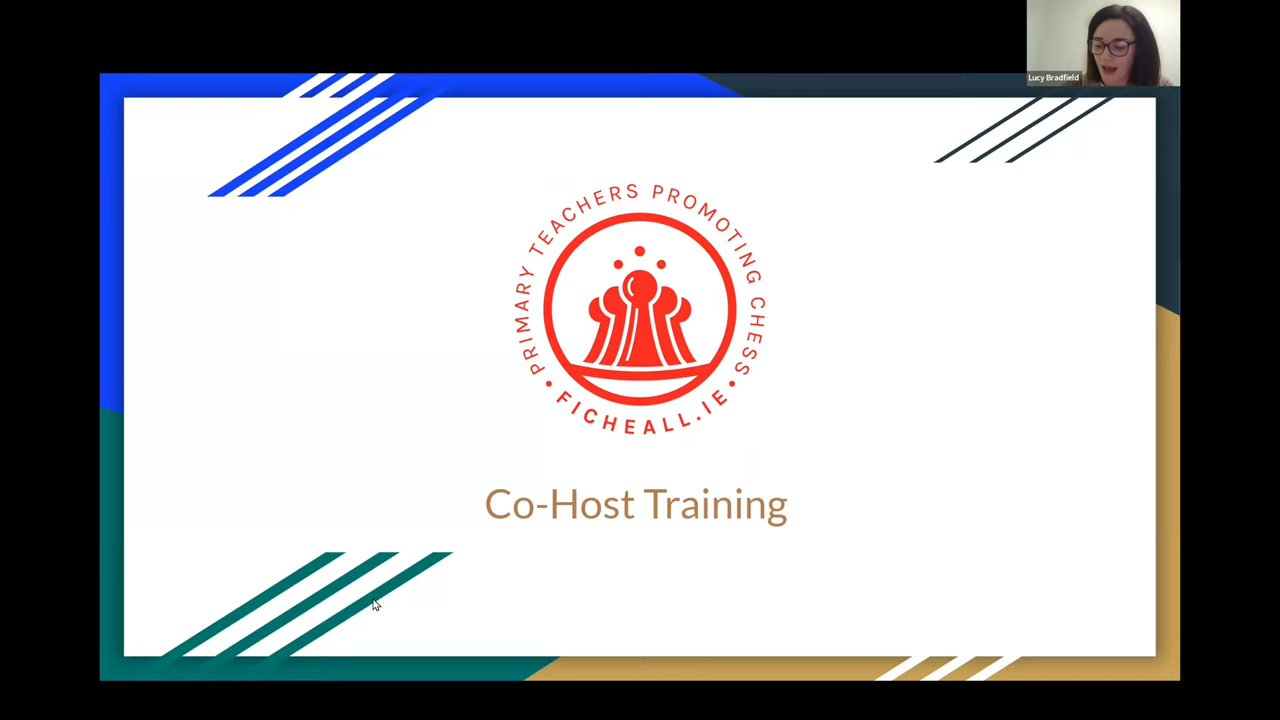 Lucy Bradfield
PRIMARY TEACHERS PROMOTING CHESS
• FICHEALL.IE •
Co-Host Training